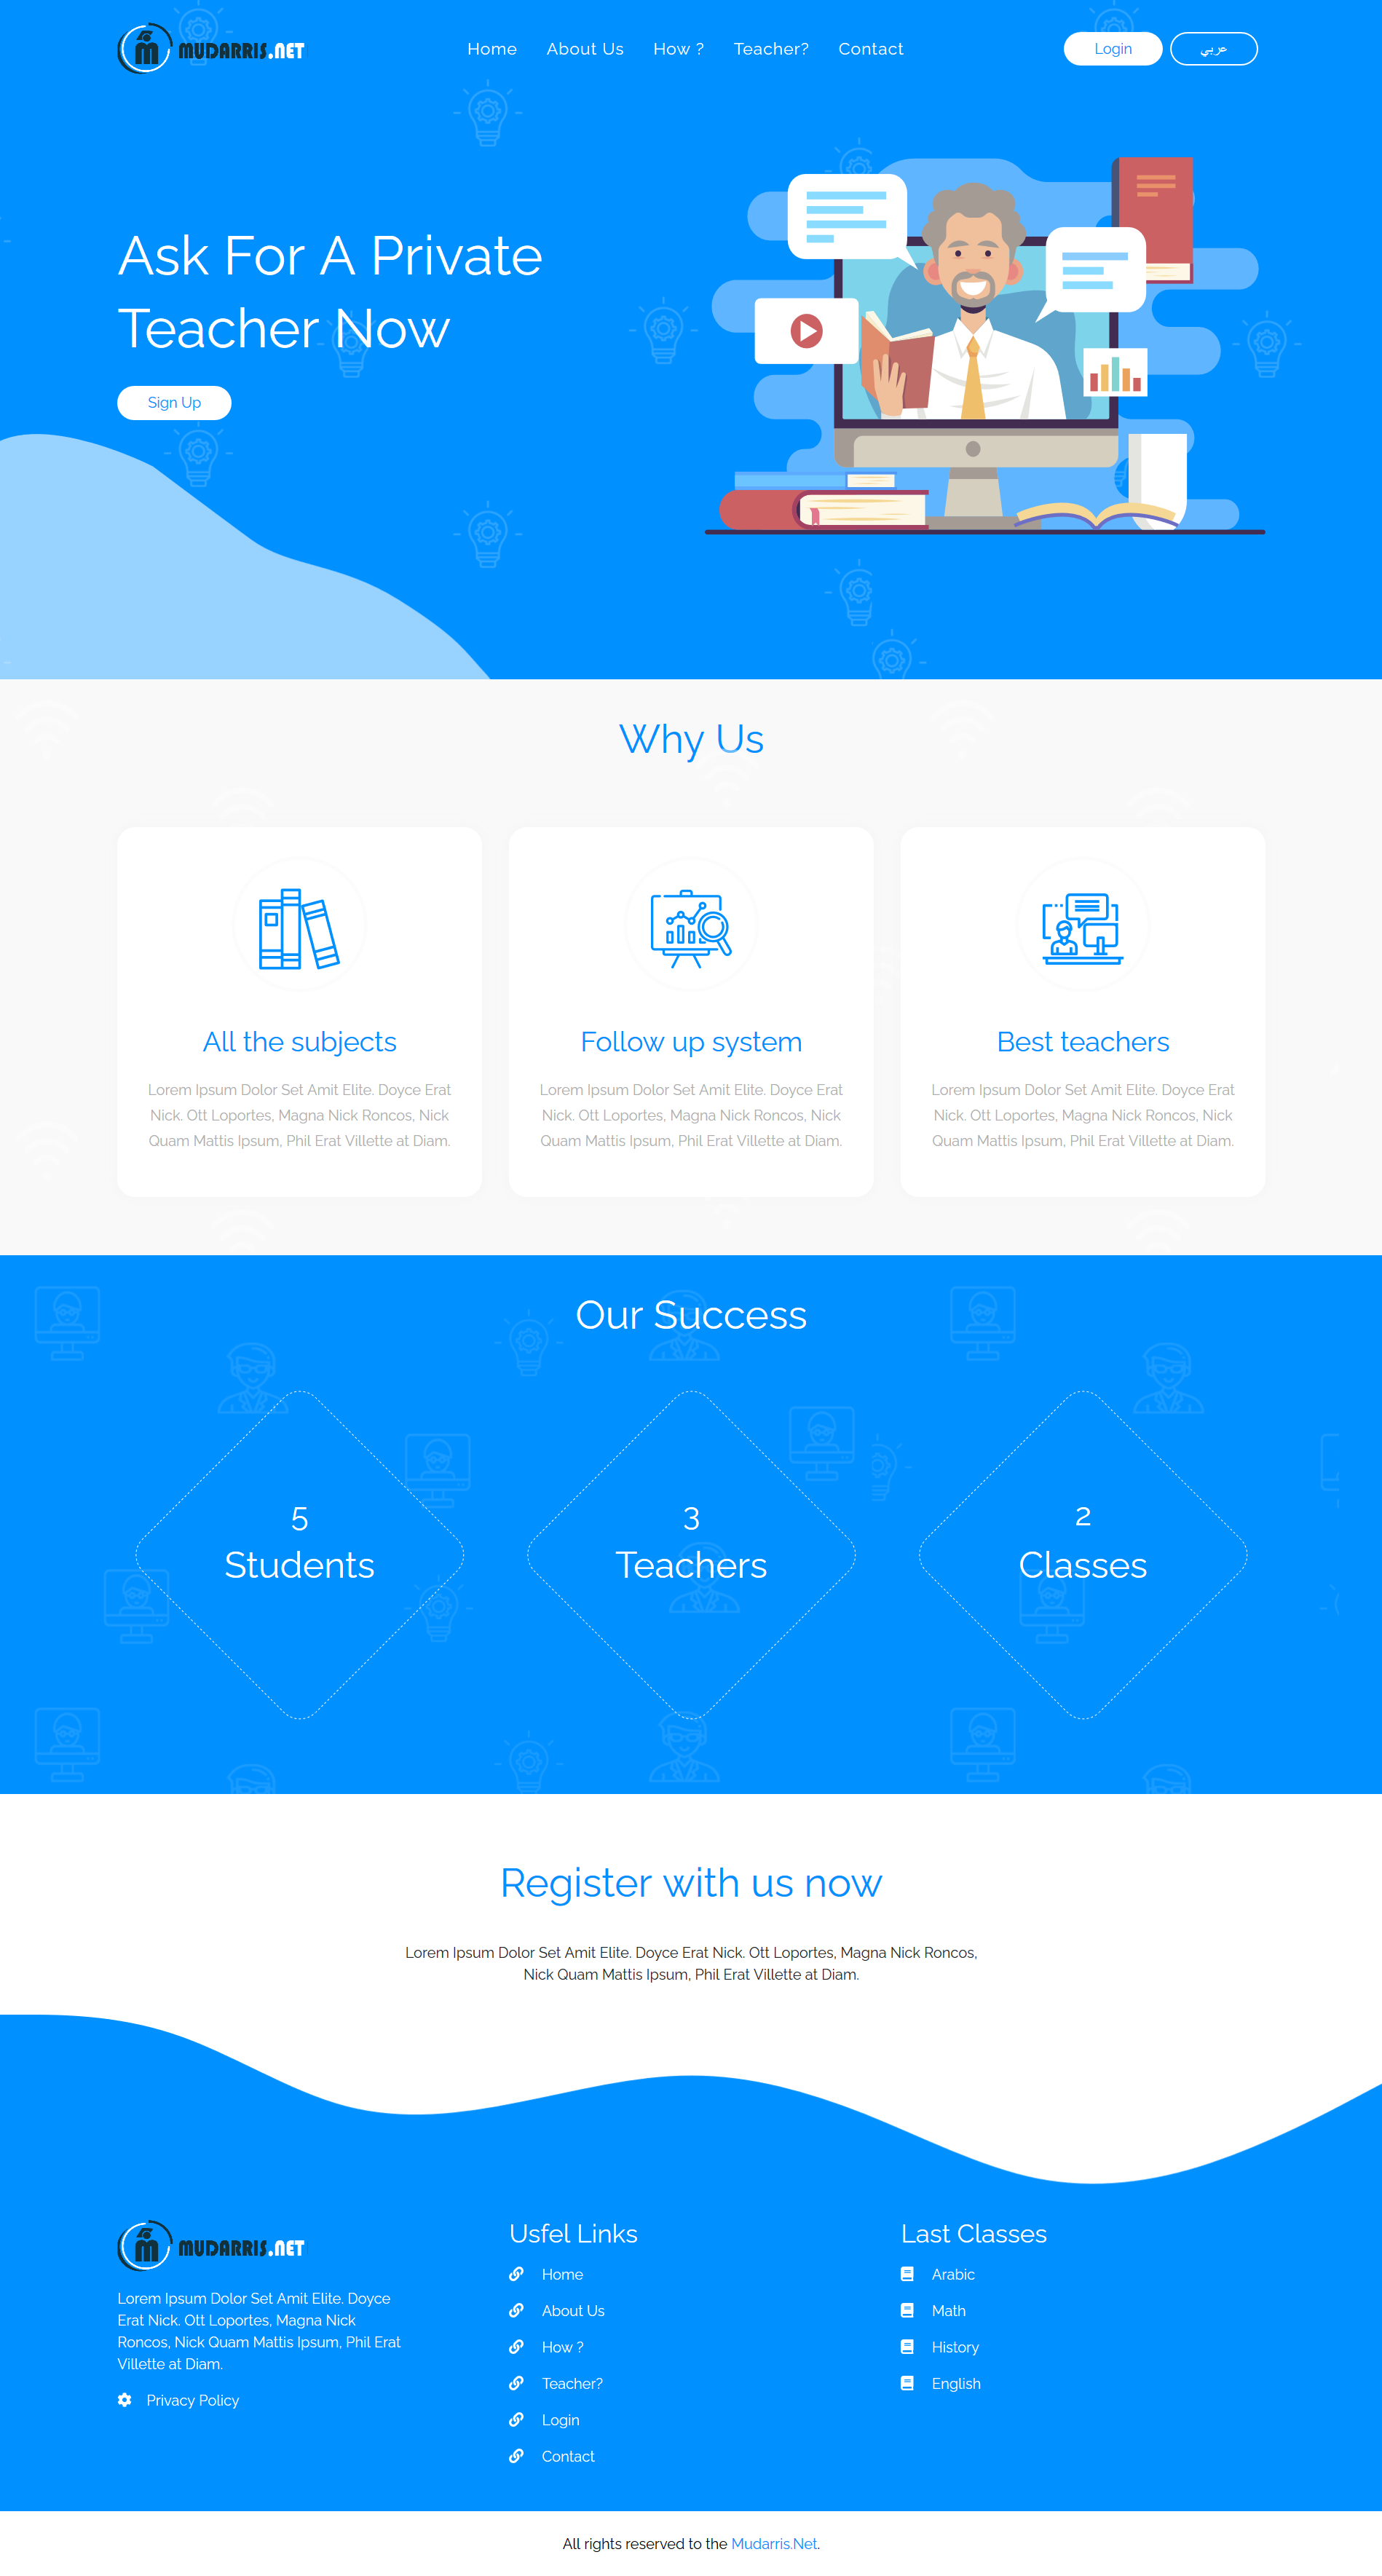 MUDARRIS.NET
Home About Us How ? Teacher? Contact
Login عربي
Ask For A Private
Teacher Now
Sign Up
Why Us
All the subjects
Lorem Ipsum Dolor Set Amit Elite. Doyce Erat
Nick. Ott Loportes, Magna Nick Roncos, Nick
Quam Mattis Ipsum, Phil Erat Villette at Diam.
Follow up system
Lorem Ipsum Dolor Set Amit Elite. Doyce Erat
Nick. Ott Loportes, Magna Nick Roncos, Nick
Quam Mattis Ipsum, Phil Erat Villette at Diam.
Best teachers
Lorem Ipsum Dolor Set Amit Elite. Doyce Erat
Nick. Ott Loportes, Magna Nick Roncos, Nick
Quam Mattis Ipsum, Phil Erat Villette at Diam.
Our Success
5
Students
3
Teachers
2
Classes
Register with us now
Lorem Ipsum Dolor Set Amit Elite. Doyce Erat Nick. Ott Loportes, Magna Nick Roncos,
Nick Quam Mattis Ipsum, Phil Erat Villette at Diam.
MUDARRIS.NET
Lorem Ipsum Dolor Set Amit Elite. Doyce
Erat Nick. Ott Loportes, Magna Nick
Roncos, Nick Quam Mattis Ipsum, Phil Erat
Villette at Diam.
Privacy Policy
Usfel Links
Home
About Us
How ?
Teacher?
Login
Contact
Last Classes
Arabic
Math
History
English
All rights reserved to the Mudarris.Net.